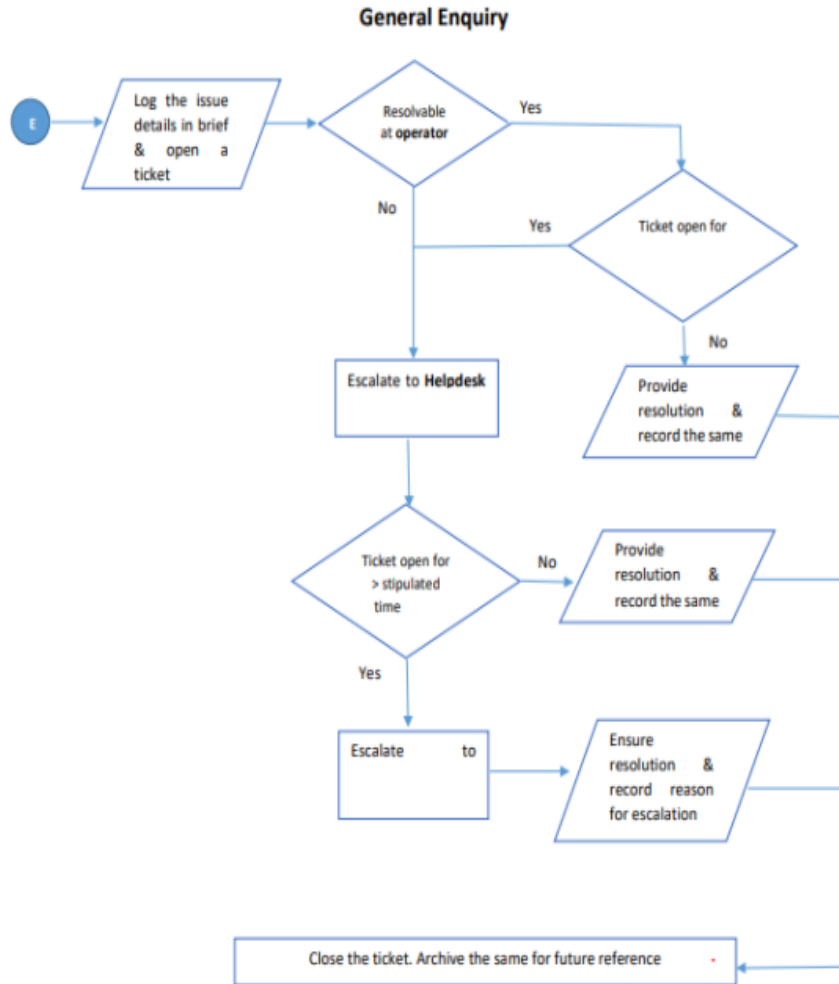 General Enquiry
E
Log the issue
details in brief
& open a
ticket
Resolvable
at operator
Yes
No
Yes
Ticket open for
No
Escalate to Helpdesk
Provide
resolution &
record the same
Ticket open for
> stipulated
time
No
Provide
resolution &
record the same
Yes
Escalate to
Ensure
resolution &
record reason
for escalation
Close the ticket. Archive the same for future reference